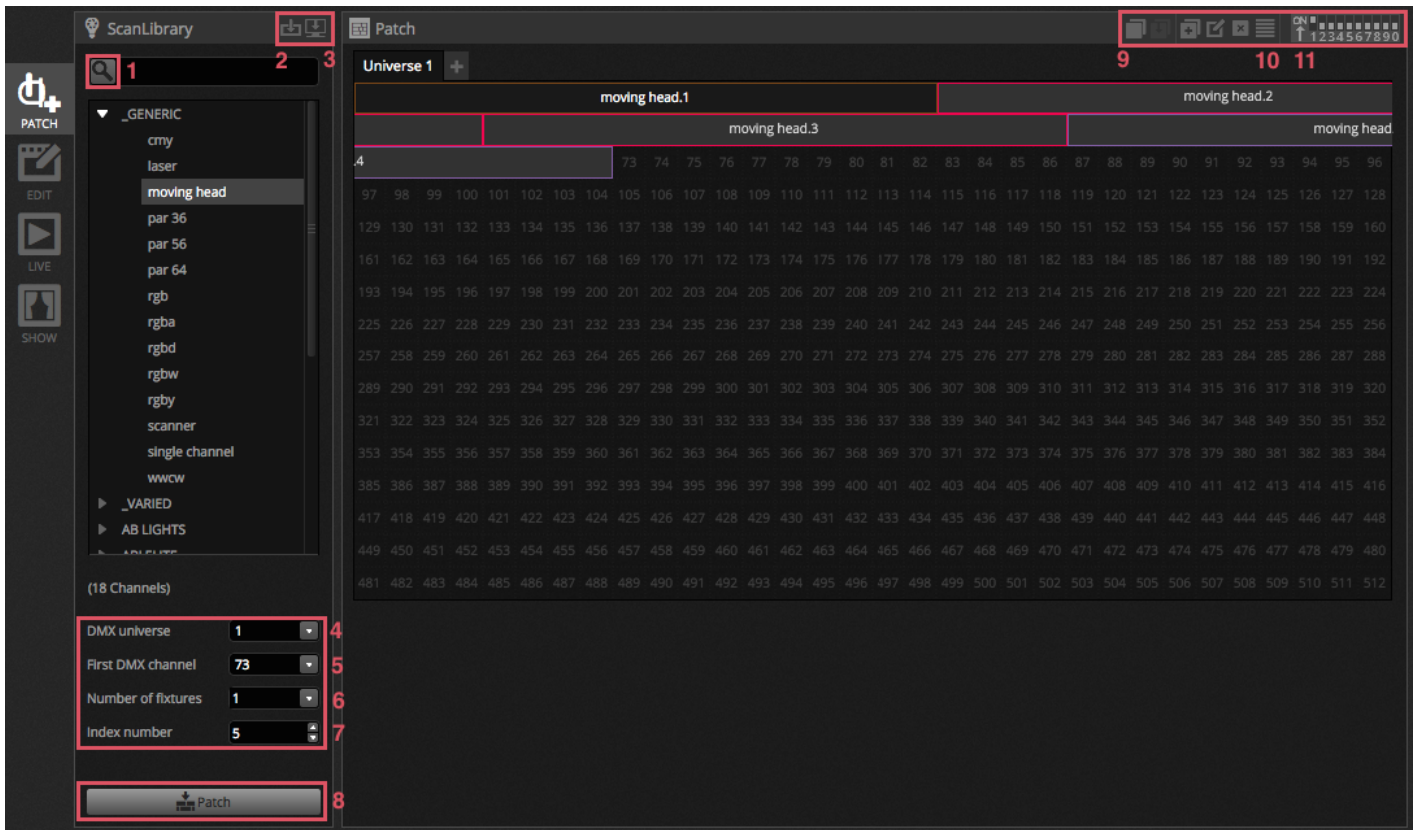 ScanLibrary
Patch
ON
1234567890
1
2
3
9
10
11
Universe 1
moving head.1
moving head.2
PATCH
_GENERIC
cmy
laser
moving head
par 36
par 56
par 64
rgb
rgba
rgbd
rgbw
rgby
scanner
single channel
wwcw
_VARIED
AB LIGHTS
EDIT
LIVE
SHOW
moving head.3
moving head
.4
73 74 75 76 77 78 79 80 81 82 83 84 85 86 87 88 89 90 91 92 93 94 95 96
97 98 99 100 101 102 103 104 105 106 107 108 109 110 111 112 113 114 115 116 117 118 119 120 121 122 123 124 125 126 127 128
129 130 131 132 133 134 135 136 137 138 139 140 141 142 143 144 145 146 147 148 149 150 151 152 153 154 155 156 157 158 159 160
161 162 163 164 165 166 167 168 169 170 171 172 173 174 175 176 177 178 179 180 181 182 183 184 185 186 187 188 189 190 191 192
193 194 195 196 197 198 199 200 201 202 203 204 205 206 207 208 209 210 211 212 213 214 215 216 217 218 219 220 221 222 223 224
225 226 227 228 229 230 231 232 233 234 235 236 237 238 239 240 241 242 243 244 245 246 247 248 249 250 251 252 253 254 255 256
257 258 259 260 261 262 263 264 265 266 267 268 269 270 271 272 273 274 275 276 277 278 279 280 281 282 283 284 285 286 287 288
289 290 291 292 293 294 295 296 297 298 299 300 301 302 303 304 305 306 307 308 309 310 311 312 313 314 315 316 317 318 319 320
321 322 323 324 325 326 327 328 329 330 331 332 333 334 335 336 337 338 339 340 341 342 343 344 345 346 347 348 349 350 351 352
353 354 355 356 357 358 359 360 361 362 363 364 365 366 367 368 369 370 371 372 373 374 375 376 377 378 379 380 381 382 383 384
385 386 387 388 389 390 391 392 393 394 395 396 397 398 399 400 401 402 403 404 405 406 407 408 409 410 411 412 413 414 415 416
417 418 419 420 421 422 423 424 425 426 427 428 429 430 431 432 433 434 435 436 437 438 439 440 441 442 443 444 445 446 447 448
449 450 451 452 453 454 455 456 457 458 459 460 461 462 463 464 465 466 467 468 469 470 471 472 473 474 475 476 477 478 479 480
481 482 483 484 485 486 487 488 489 490 491 492 493 494 495 496 497 498 499 500 501 502 503 504 505 506 507 508 509 510 511 512
(18 Channels)
DMX universe 1 4
First DMX channel 73 5
Number of fixtures 1 6
Index number 5 7
Patch 8